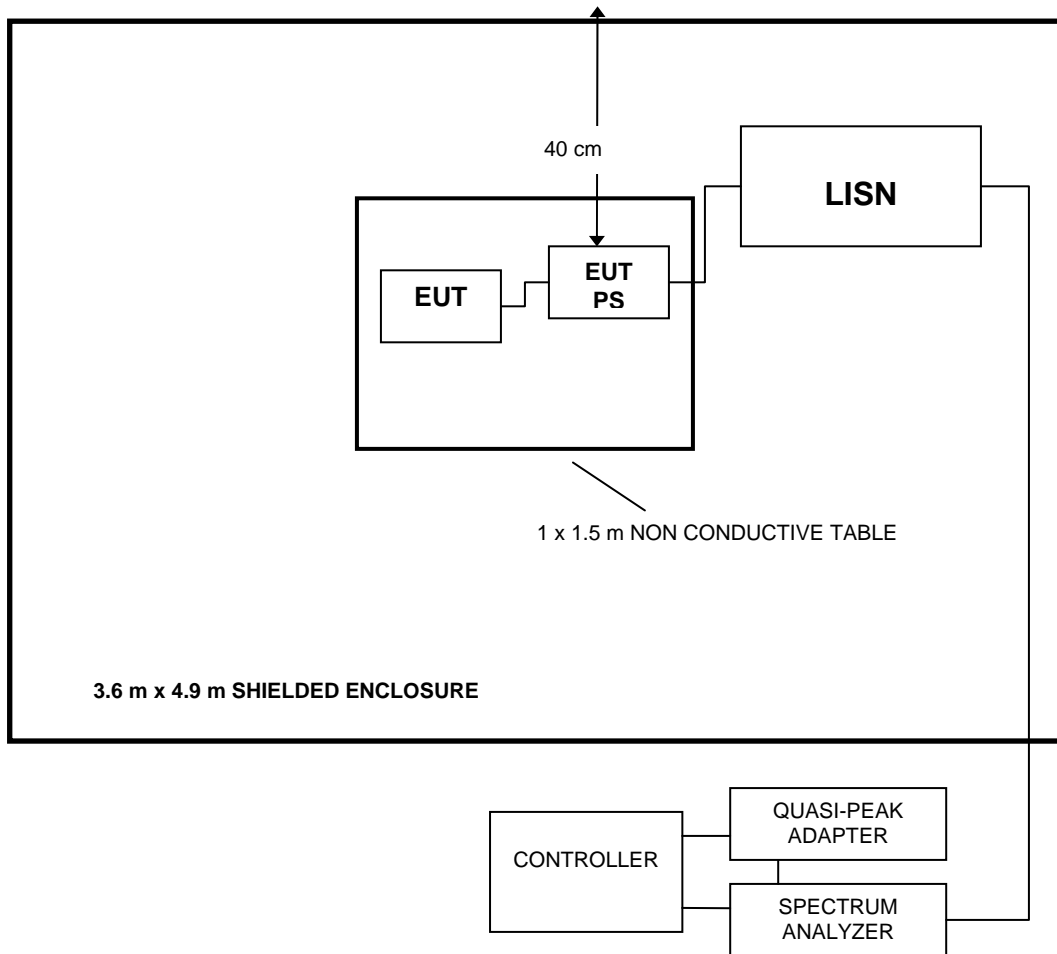 40 cm
LISN
EUT
PS
EUT
1 x 1.5 m NON CONDUCTIVE TABLE
3.6 m x 4.9 m SHIELDED ENCLOSURE
QUASI-PEAK
ADAPTER
CONTROLLER
SPECTRUM
ANALYZER